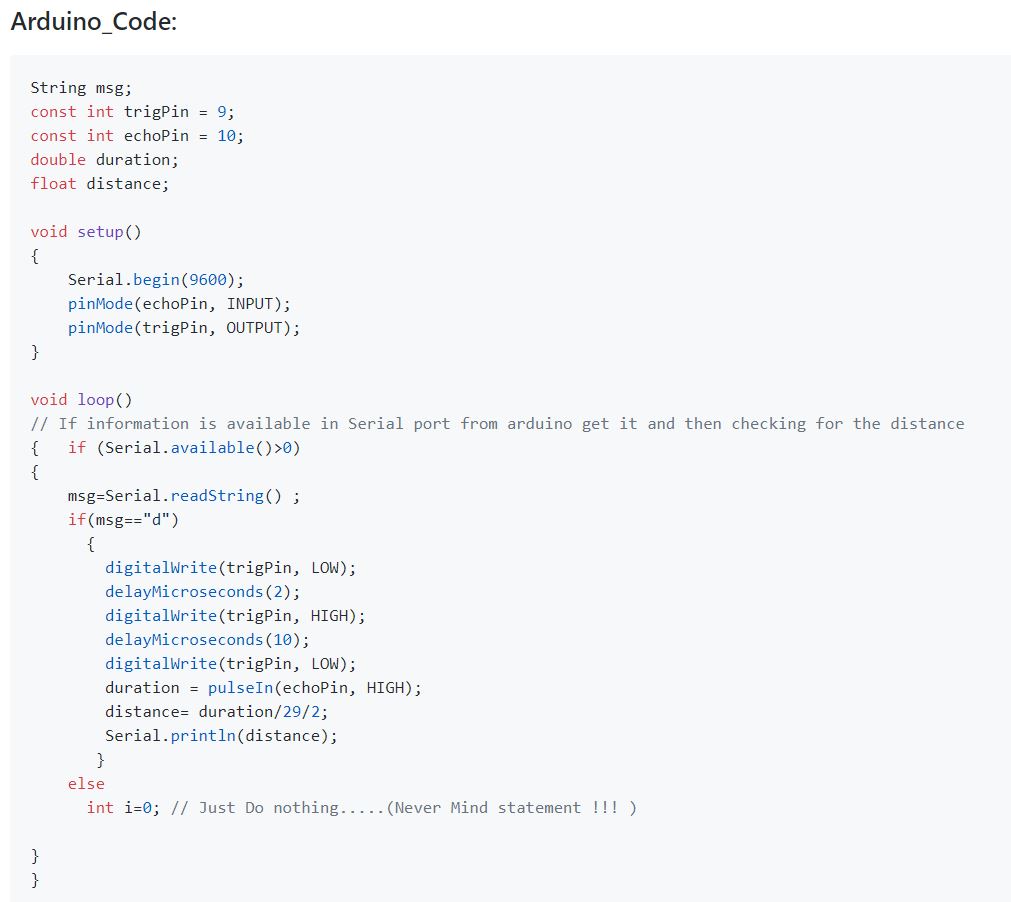 Arduino_Code:
String msg;
const int trigPin = 9;
const int echoPin = 10;
double duration;
float distance;
void setup()
{
    Serial.begin(9600);
    pinMode(echoPin, INPUT);
    pinMode(trigPin, OUTPUT);
}
void loop()
// If information is available in Serial port from arduino get it and then checking for the distance
{   if (Serial.available()>0)
{
    msg=Serial.readString() ;
    if(msg=="d")
      {
        digitalWrite(trigPin, LOW);
        delayMicroseconds(2);
        digitalWrite(trigPin, HIGH);
        delayMicroseconds(10);
        digitalWrite(trigPin, LOW);
        duration = pulseIn(echoPin, HIGH);
        distance= duration/29/2;
        Serial.println(distance);
       }
    else
      int i=0; // Just Do nothing.....(Never Mind statement !!! )
}
}